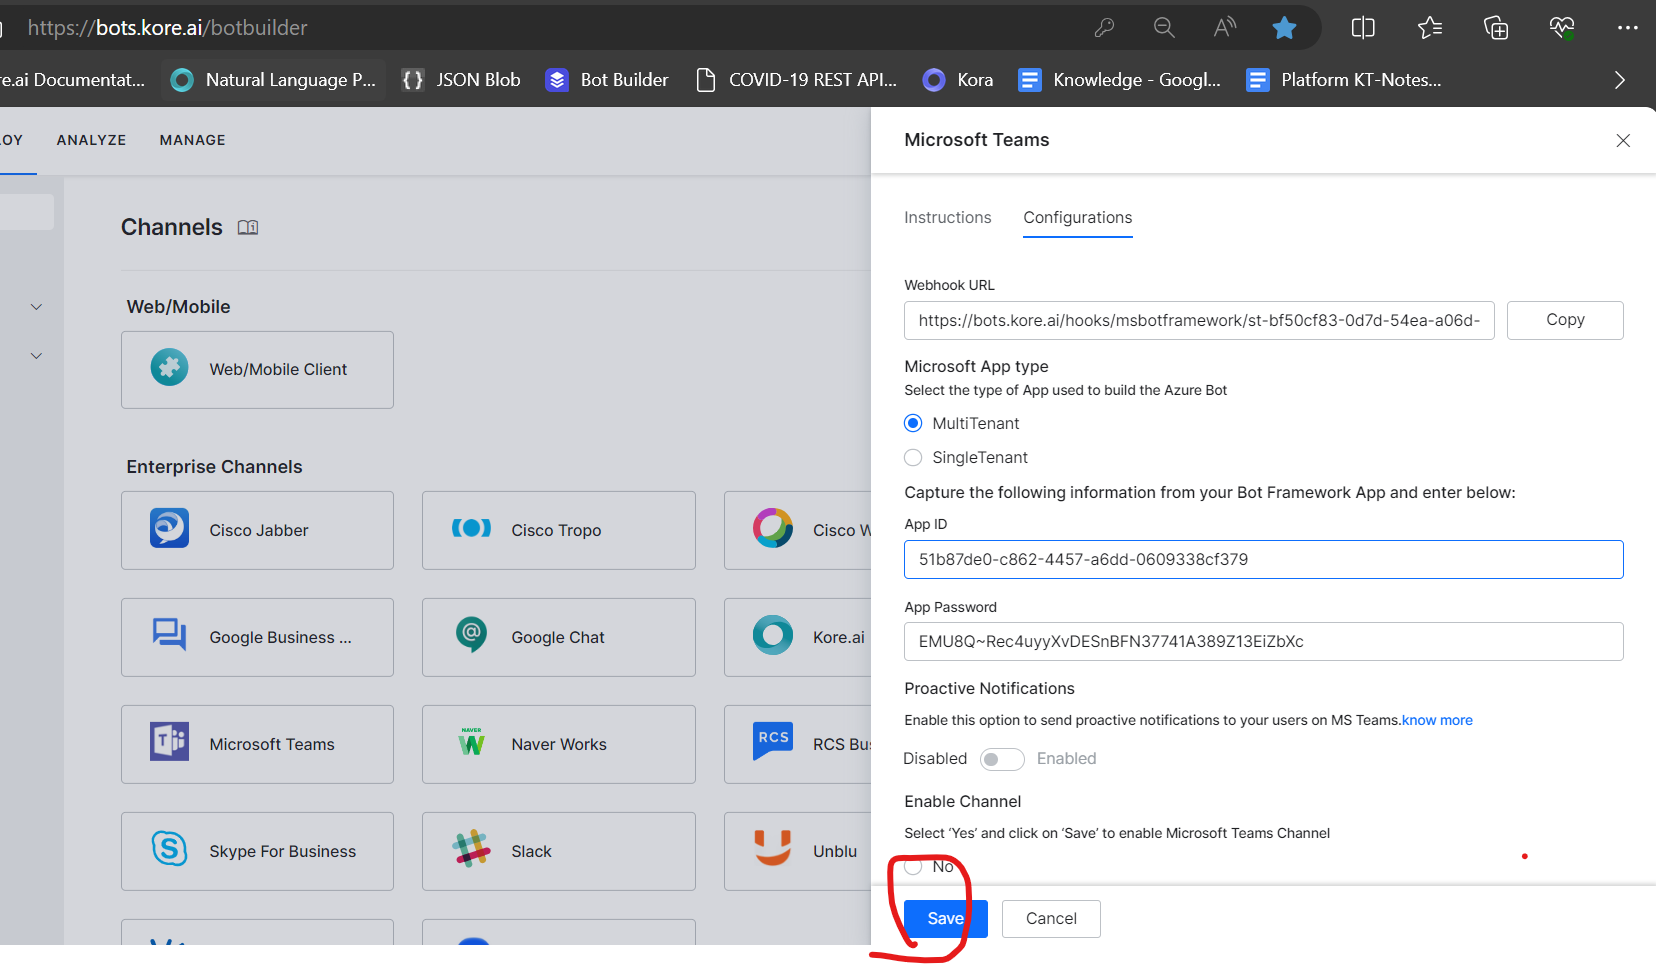 https://bots.kore.ai/botbuilder
re.ai Documentat... Natural Language P... JSON Blob Bot Builder COVID-19 REST API... Kora Knowledge - Googl... Platform KT-Notes...
OY ANALYZE MANAGE
Channels
Web/Mobile
Web/Mobile Client
Enterprise Channels
Cisco Jabber Cisco Tropo Cisco W
Google Business ... Google Chat Kore.ai
Microsoft Teams NAVER Naver Works RCS RCS Bus
Skype For Business Slack Unblu
Microsoft Teams
Instructions Configurations
Webhook URL
https://bots.kore.ai/hooks/msbotframework/st-bf50cf83-0d7d-54ea-a06d- Copy
Microsoft App type
Select the type of App used to build the Azure Bot
MultiTenant
SingleTenant
Capture the following information from your Bot Framework App and enter below:
App ID
51b87de0-c862-4457-a6dd-0609338cf379
App Password
EMU8Q~Rec4uyyXvDESnBFN37741A389Z13EiZbXc
Proactive Notifications
Enable this option to send proactive notifications to your users on MS Teams.know more
Disabled Enabled
Enable Channel
Select ‘Yes’ and click on ‘Save’ to enable Microsoft Teams Channel
No
Save Cancel